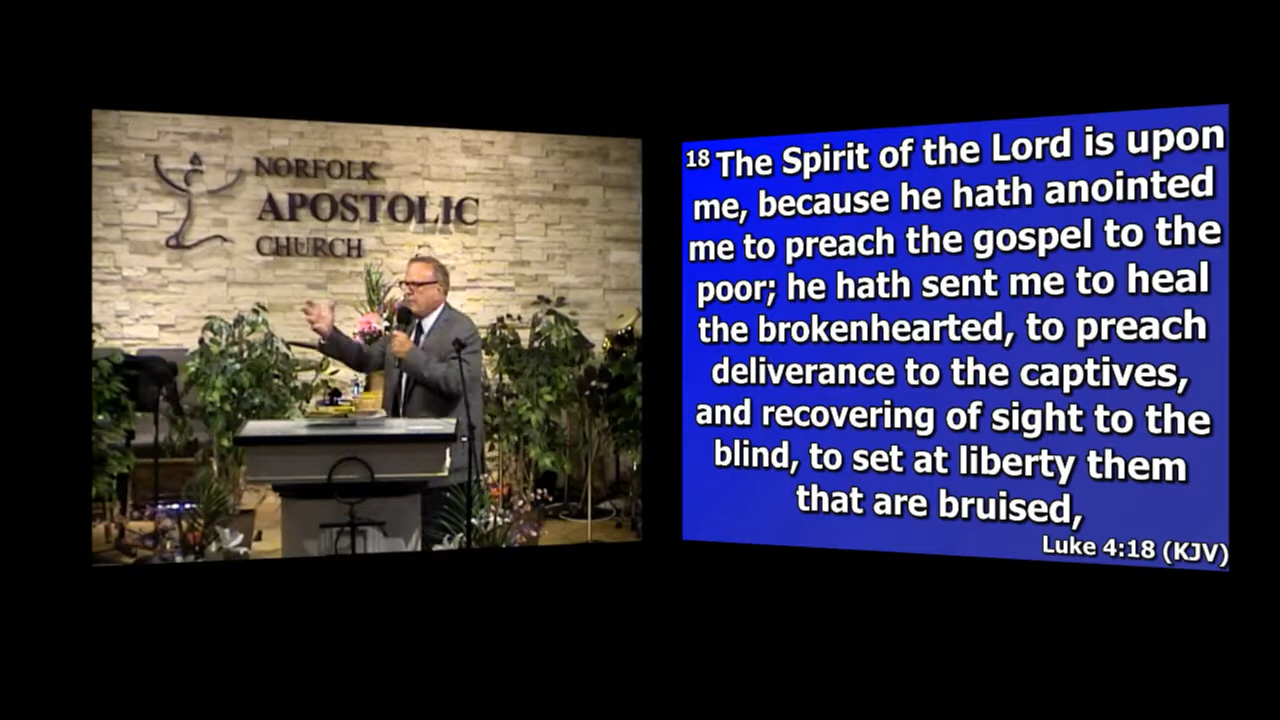 NORFOLK
APOSTOLIC
CHURCH
18 The Spirit of the Lord is upon
me, because he hath anointed
me to preach the gospel to the
poor; he hath sent me to heal
the brokenhearted, to preach
deliverance to the captives,
and recovering of sight to the
blind, to set at liberty them
that are bruised,
Luke 4:18 (KJV)